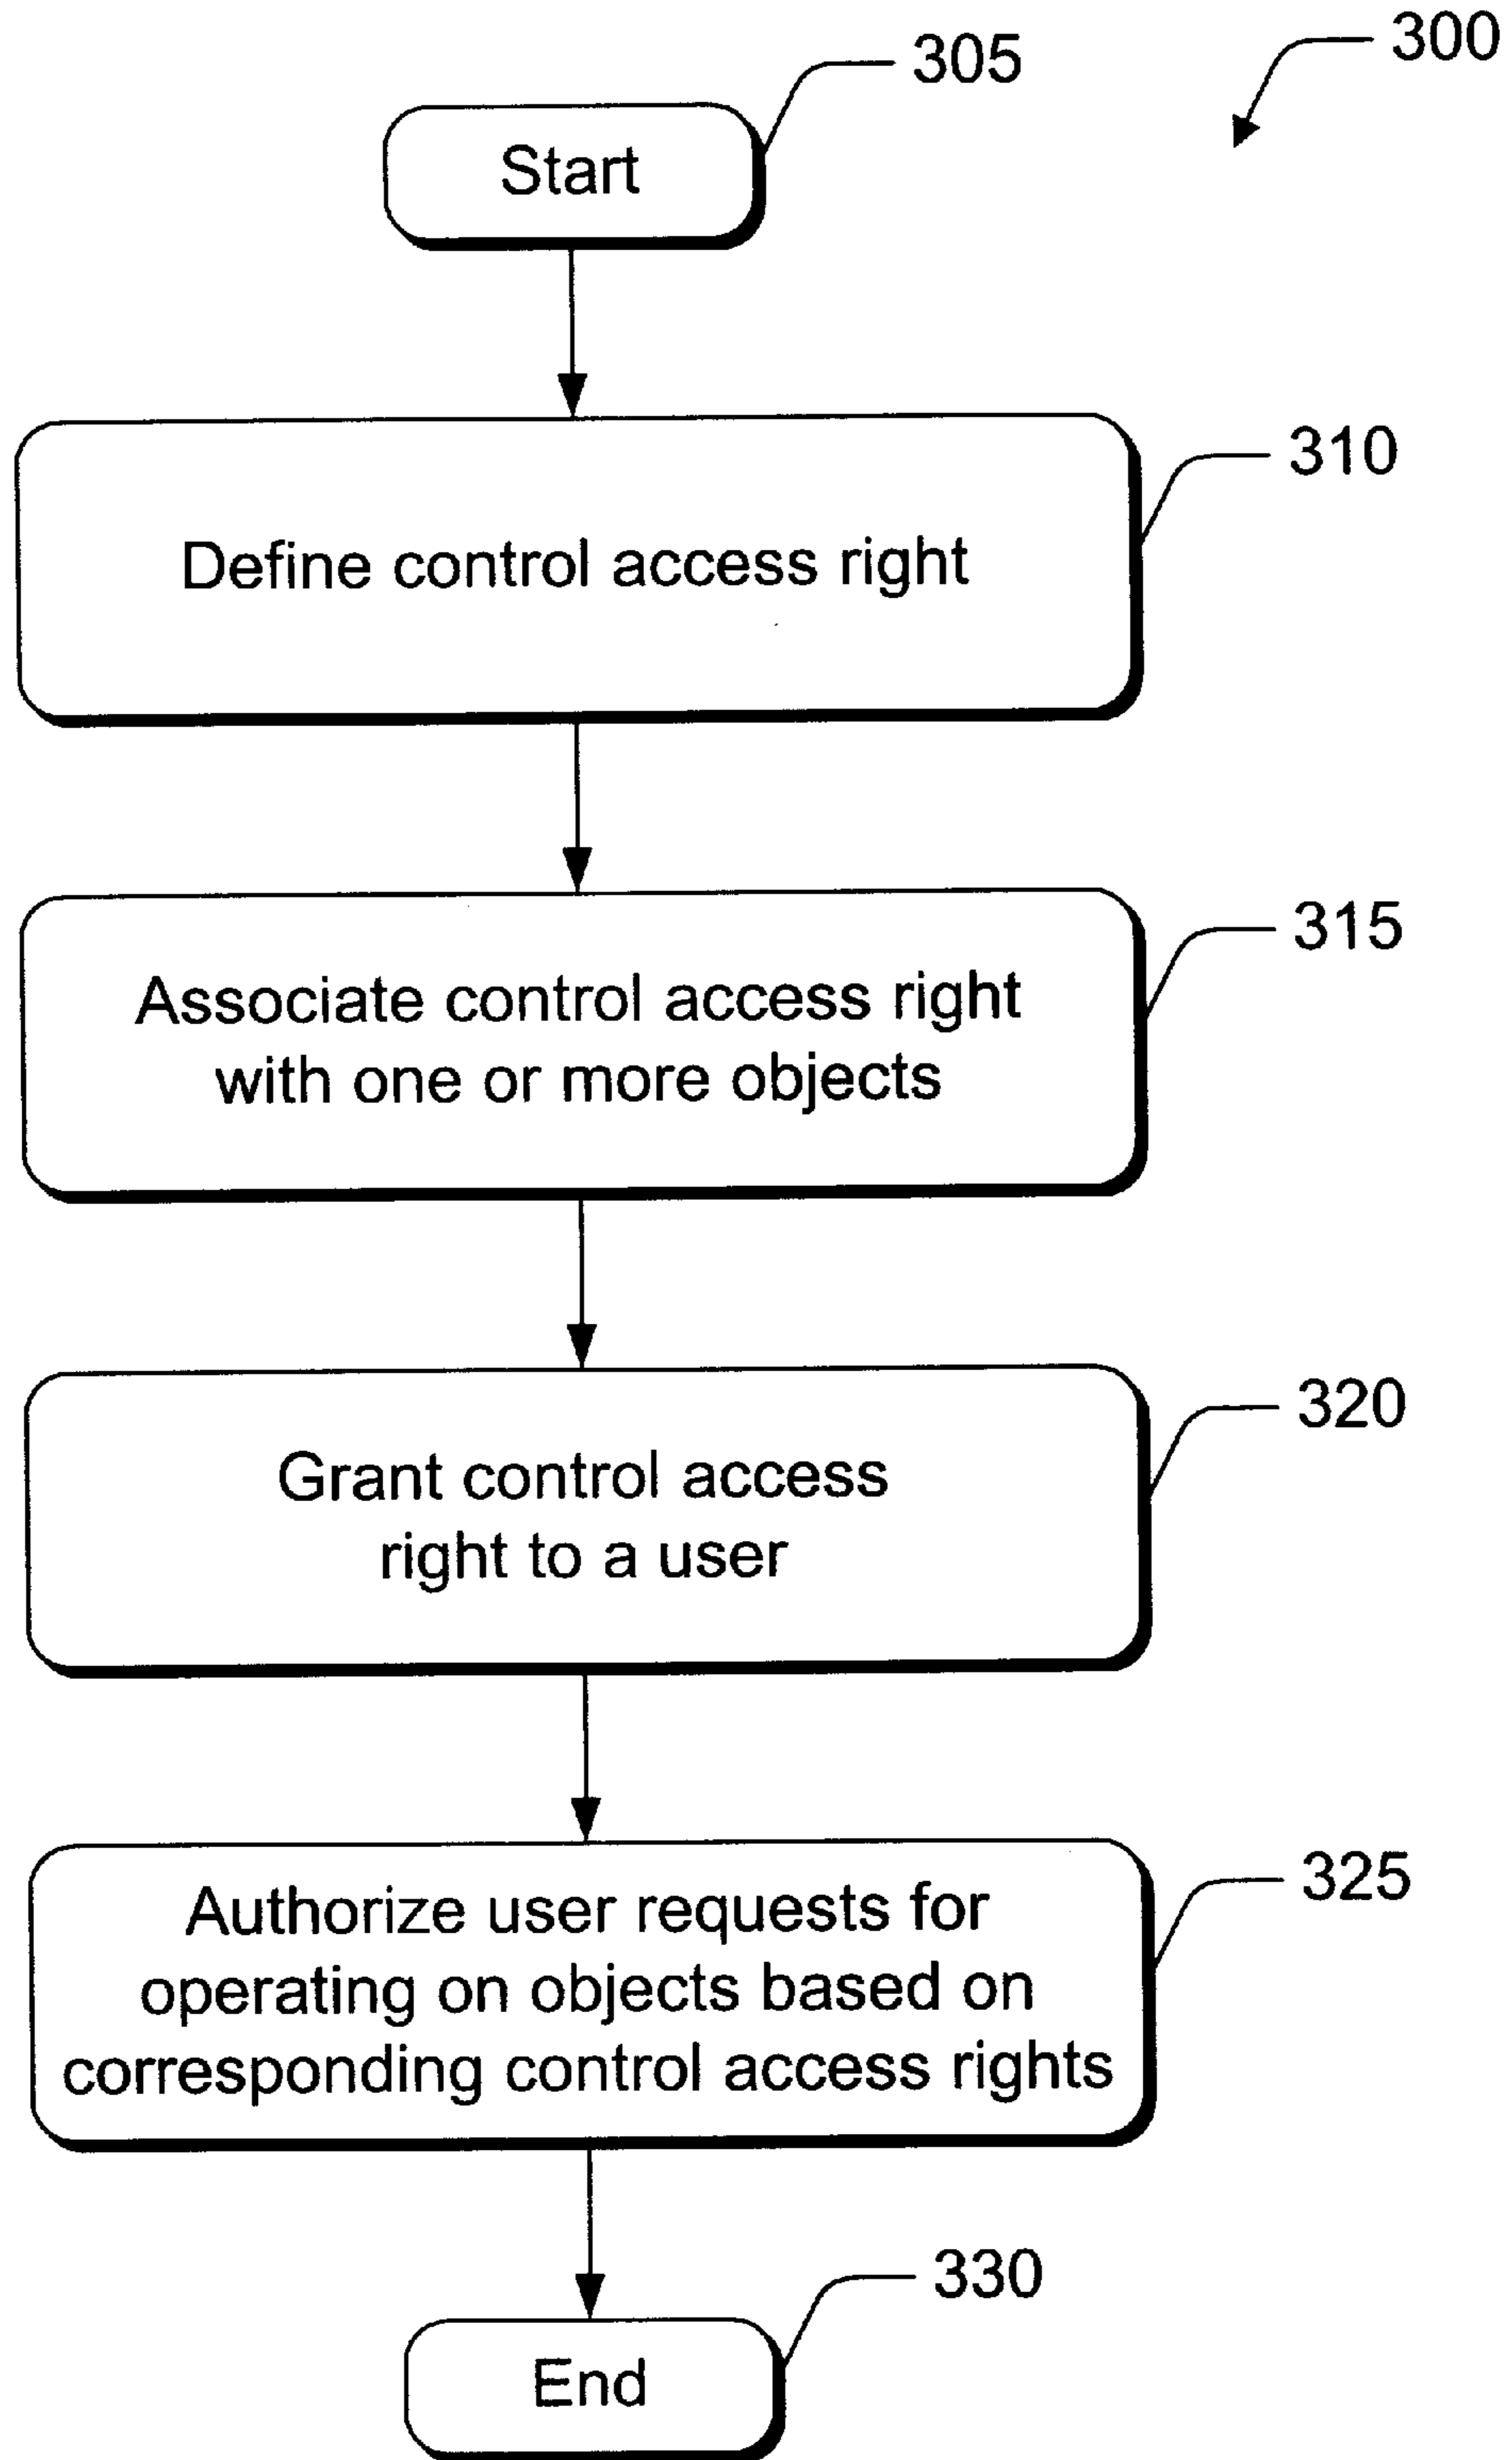 300
305
Start
310
Define control access right
315
Associate control access right
with one or more objects
320
Grant control access
right to a user
325
Authorize user requests for
operating on objects based on
corresponding control access rights
330
End